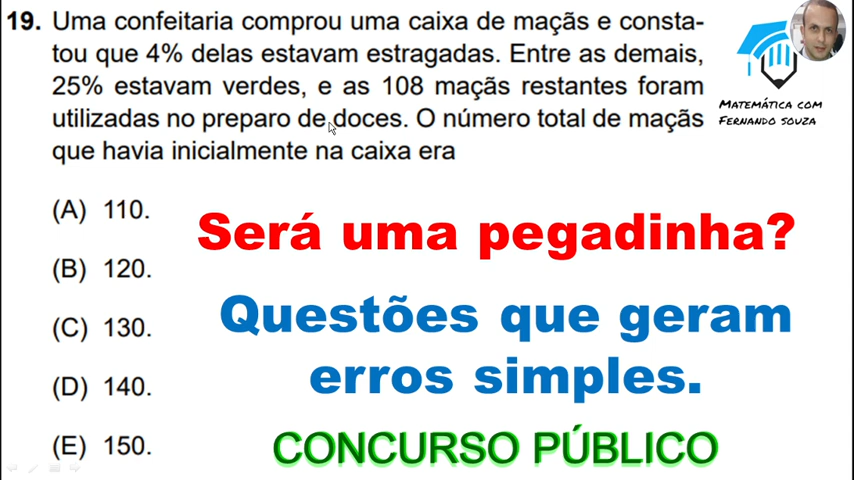 19. Uma confeitaria comprou uma caixa de maçãs e consta-
tou que 4% delas estavam estragadas. Entre as demais,
25% estavam verdes, e as 108 maçãs restantes foram
utilizadas no preparo de doces. O número total de maçãs
que havia inicialmente na caixa era
MATEMÁTICA COM
FERNANDO SOUZA
(A) 110.
(B) 120.
(C) 130.
(D) 140.
(E) 150.
Será uma pegadinha?
Questões que geram
erros simples.
CONCURSO PÚBLICO